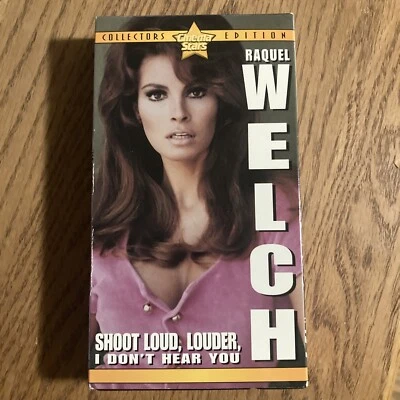 COLLECTORS EDITION
Cinema
Stars
RAQUEL
WELCH
SHOOT LOUD, LOUDER,
I DON'T HEAR YOU